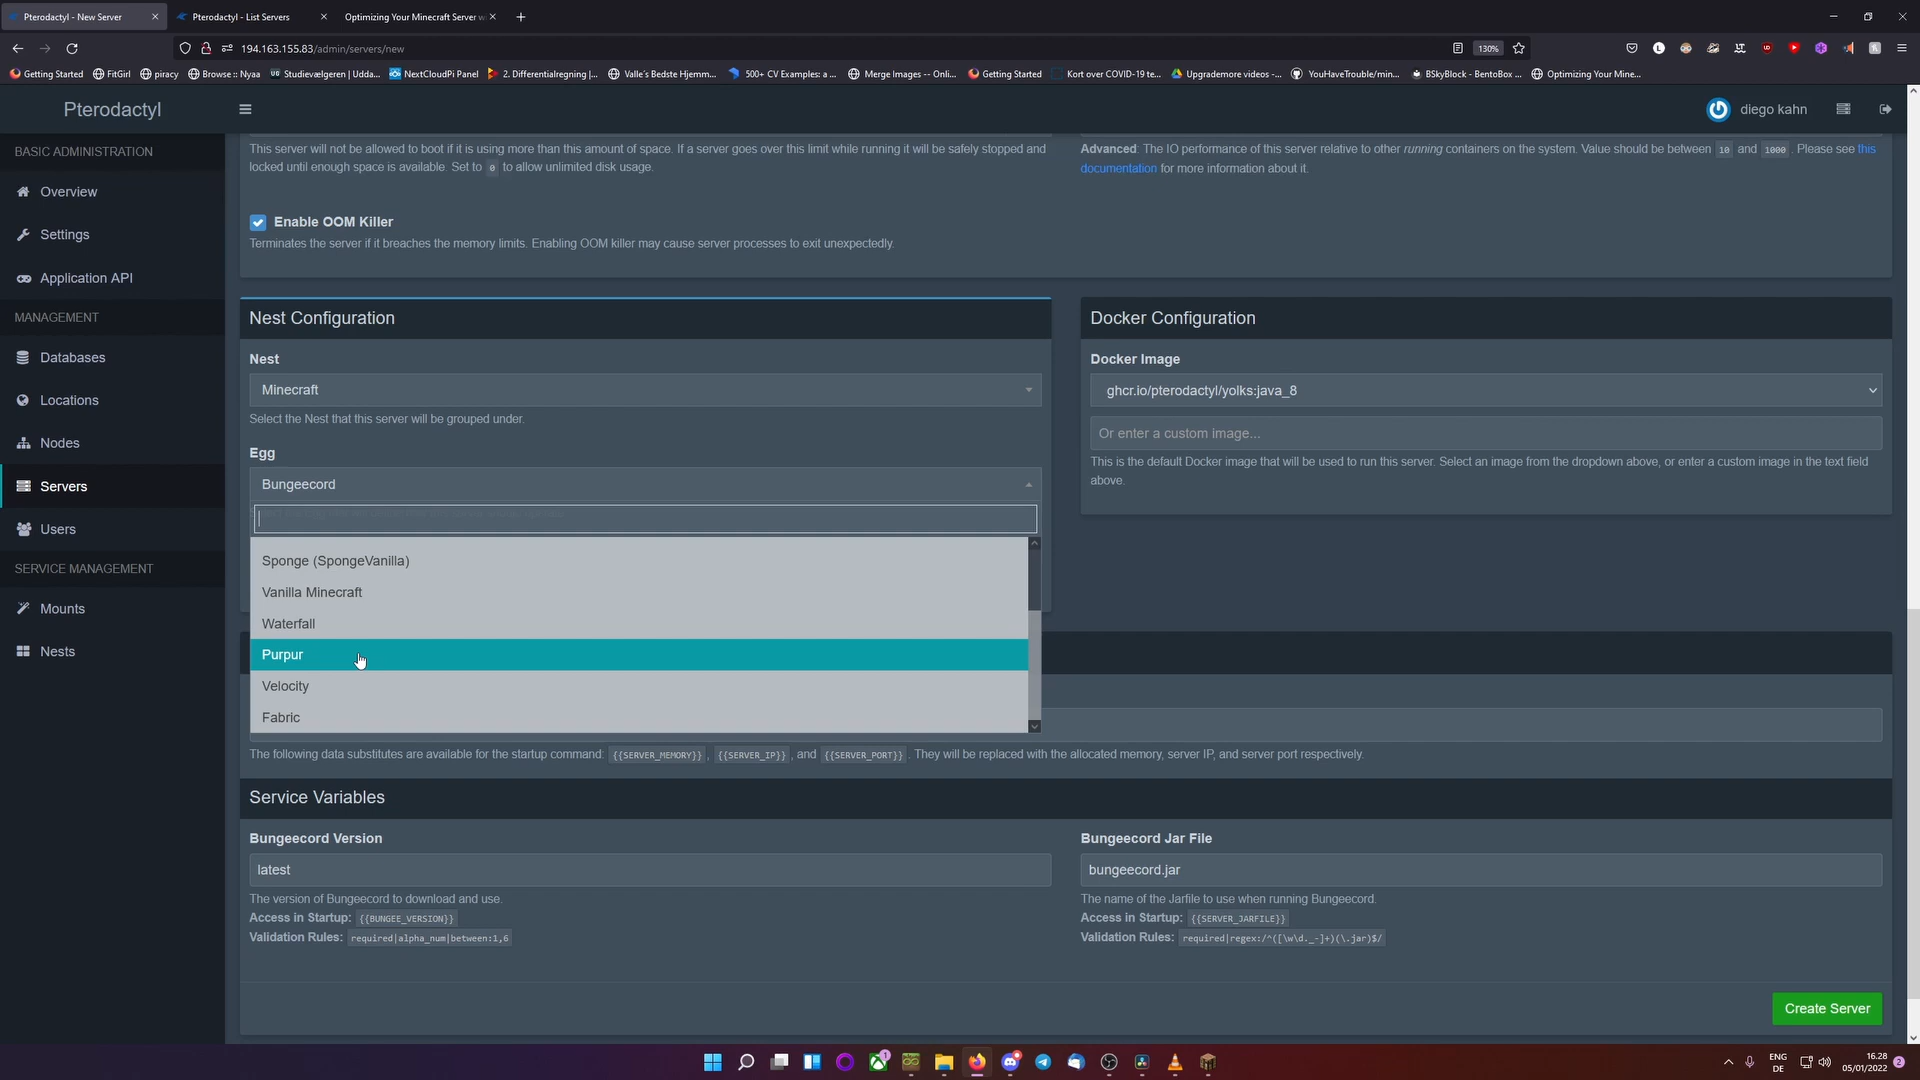 Pterodactyl - New Server
Pterodactyl - List Servers
Optimizing Your Minecraft Server w
194.163.155.83/admin/servers/new
130%
Getting Started
FitGirl
piracy
Browse :: Nyaa
Studievælgeren | Udda...
NextCloudPi Panel
2. Differentialregning |...
Valle's Bedste Hjemm...
500+ CV Examples: a ...
Merge Images -- Onli...
Getting Started
Kort over COVID-19 te...
Upgrademore videos -...
YouHaveTrouble/min...
BSkyBlock - BentoBox ...
Optimizing Your Mine...
Pterodactyl
diego kahn
BASIC ADMINISTRATION
Overview
Settings
Application API
MANAGEMENT
Databases
Locations
Nodes
Servers
Users
SERVICE MANAGEMENT
Mounts
Nests
This server will not be allowed to boot if it is using more than this amount of space. If a server goes over this limit while running it will be safely stopped and
locked until enough space is available. Set to 0 to allow unlimited disk usage.
Advanced: The IO performance of this server relative to other running containers on the system. Value should be between 10 and 1000 . Please see this
documentation for more information about it.
Enable OOM Killer
Terminates the server if it breaches the memory limits. Enabling OOM killer may cause server processes to exit unexpectedly.
Nest Configuration
Nest
Minecraft
Select the Nest that this server will be grouped under.
Egg
Bungeecord
Sponge (SpongeVanilla)
Vanilla Minecraft
Waterfall
Purpur
Velocity
Fabric
Docker Configuration
Docker Image
ghcr.io/pterodactyl/yolks:java_8
Or enter a custom image...
This is the default Docker image that will be used to run this server. Select an image from the dropdown above, or enter a custom image in the text field
above.
The following data substitutes are available for the startup command: {{SERVER_MEMORY}} , {{SERVER_IP}} , and {{SERVER_PORT}} . They will be replaced with the allocated memory, server IP, and server port respectively.
Service Variables
Bungeecord Version
latest
The version of Bungeecord to download and use.
Access in Startup: {{BUNGEE_VERSION}}
Validation Rules: required|alpha_num|between:1,6
Bungeecord Jar File
bungeecord.jar
The name of the Jarfile to use when running Bungeecord.
Access in Startup: {{SERVER_JARFILE}}
Validation Rules: required|regex:/^([\w\d._-]+)(\.jar)$/
Create Server
ENG
DE
16.28
05/01/2022
2